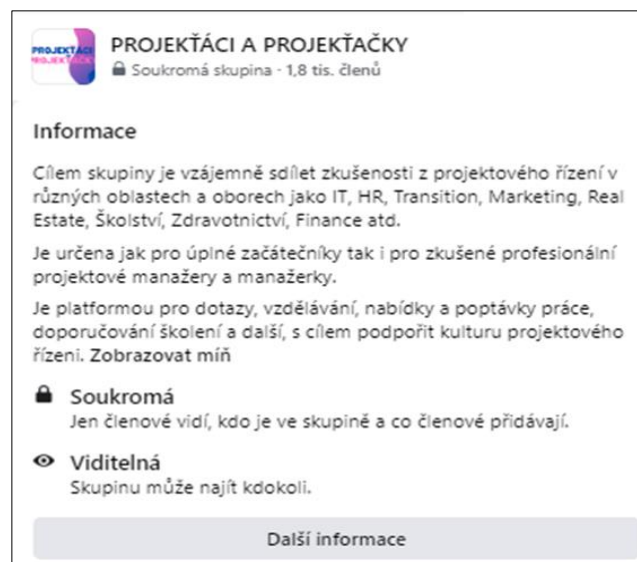 PROJEKŤÁCI
PROJEKŤAČKY
PROJEKŤÁCI A PROJEKŤAČKY
Soukromá skupina · 1,8 tis. členů
Informace
Cílem skupiny je vzájemně sdílet zkušenosti z projektového řízení v
různých oblastech a oborech jako IT, HR, Transition, Marketing, Real
Estate, Školství, Zdravotnictví, Finance atd.
Je určena jak pro úplné začátečníky tak i pro zkušené profesionální
projektové manažery a manažerky.
Je platformou pro dotazy, vzdělávání, nabídky a poptávky práce,
doporučování školení a další, s cílem podpořit kulturu projektového
řízeni. Zobrazovat míň
Soukromá
Jen členové vidí, kdo je ve skupině a co členové přidávají.
Viditelná
Skupinu může najít kdokoli.
Další informace